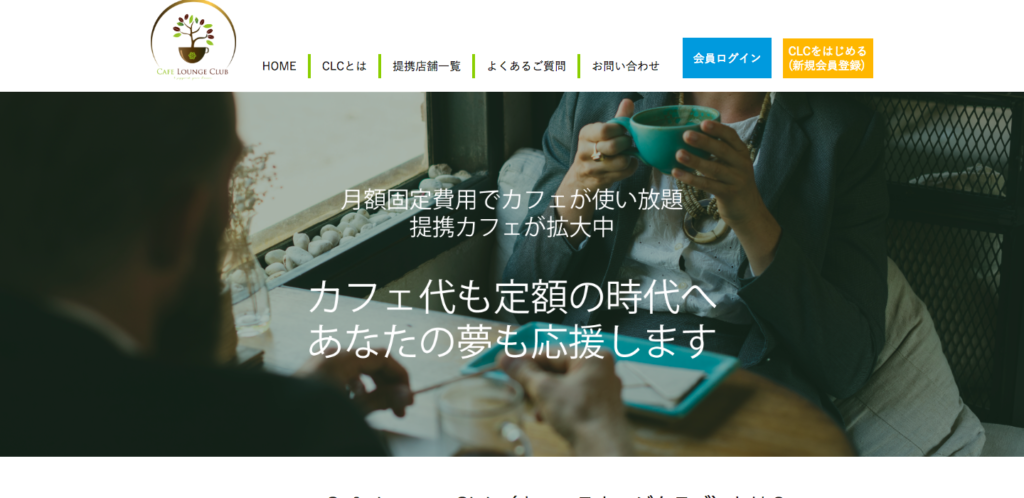 CAFE LOUNGE CLUB
HOME
CLCとは
提携店舗一覧
よくあるご質問
お問い合わせ
会員ログイン
CLCをはじめる
(新規会員登録)
月額固定費用でカフェが使い放題
提携カフェが拡大中
カフェ代も定額の時代へ
あなたの夢も応援します